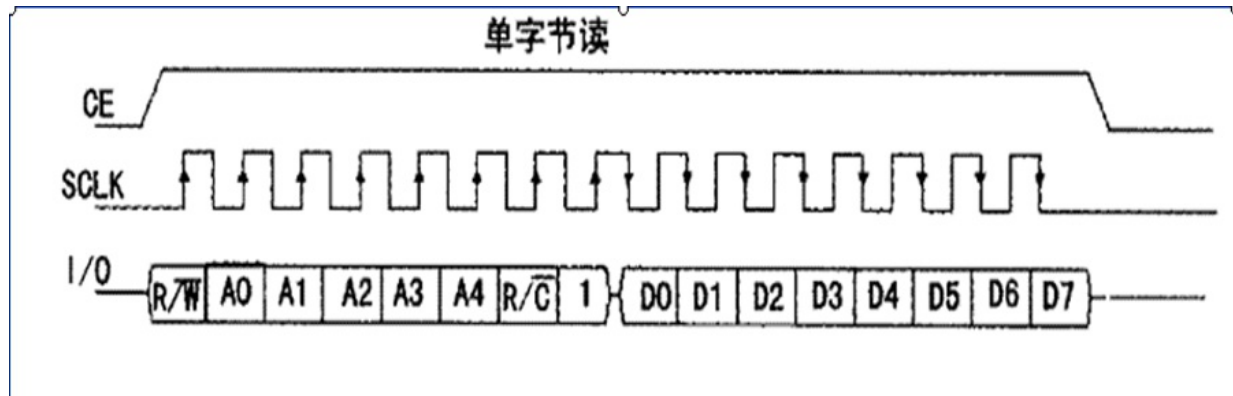 单字节读
CE
SCLK
I/O R/W̅ A0 A1 A2 A3 A4 R/C̅ 1 D0 D1 D2 D3 D4 D5 D6 D7